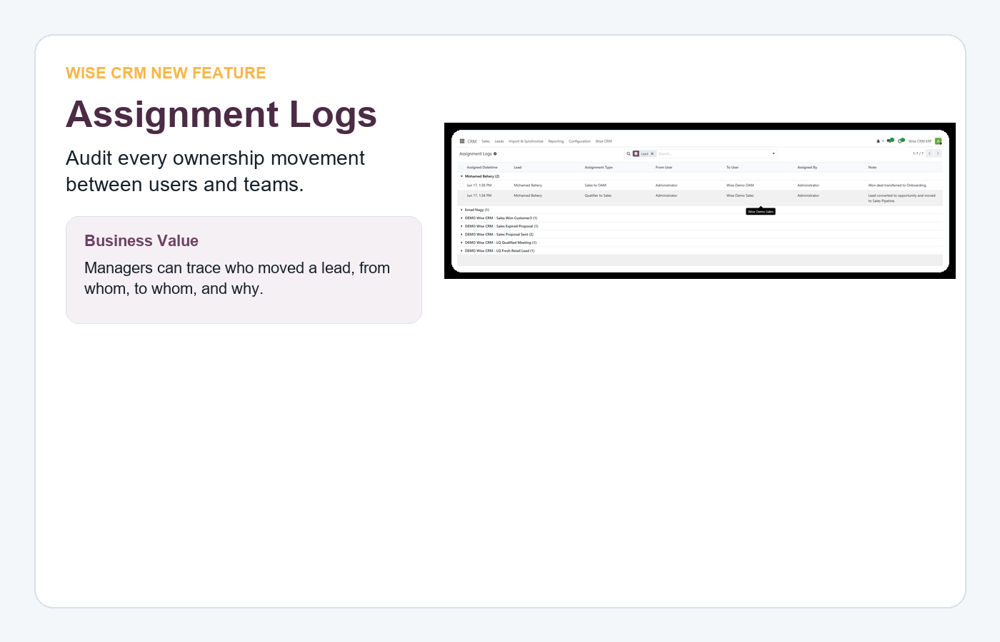 WISE CRM NEW FEATURE
Assignment Logs
Audit every ownership movement
between users and teams.
Business Value
Managers can trace who moved a lead, from
whom, to whom, and why.
CRM Sales Leads Import & Synchronize Reporting Configuration Wise CRM Wise CRM ERP
Assignment Logs Lead Search... 1-7 / 7
Assigned Datetime Lead Assignment Type From User To User Assigned By Note
Mohamed Behery (2)
Jun 17, 1:38 PM Mohamed Behery Sales to OAM Administrator Wise Demo OAM Administrator Won deal transferred to Onboarding.
Jun 17, 1:34 PM Mohamed Behery Qualifier to Sales Administrator Wise Demo Sales Administrator Lead converted to opportunity and moved
to Sales Pipeline.
Emad Nagy (1)
Wise Demo Sales
DEMO Wise CRM - Sales Won Customer3 (1)
DEMO Wise CRM - Sales Expired Proposal (1)
DEMO Wise CRM - Sales Proposal Sent (2)
DEMO Wise CRM - LQ Qualified Meeting (1)
DEMO Wise CRM - LQ Fresh Retail Lead (1)